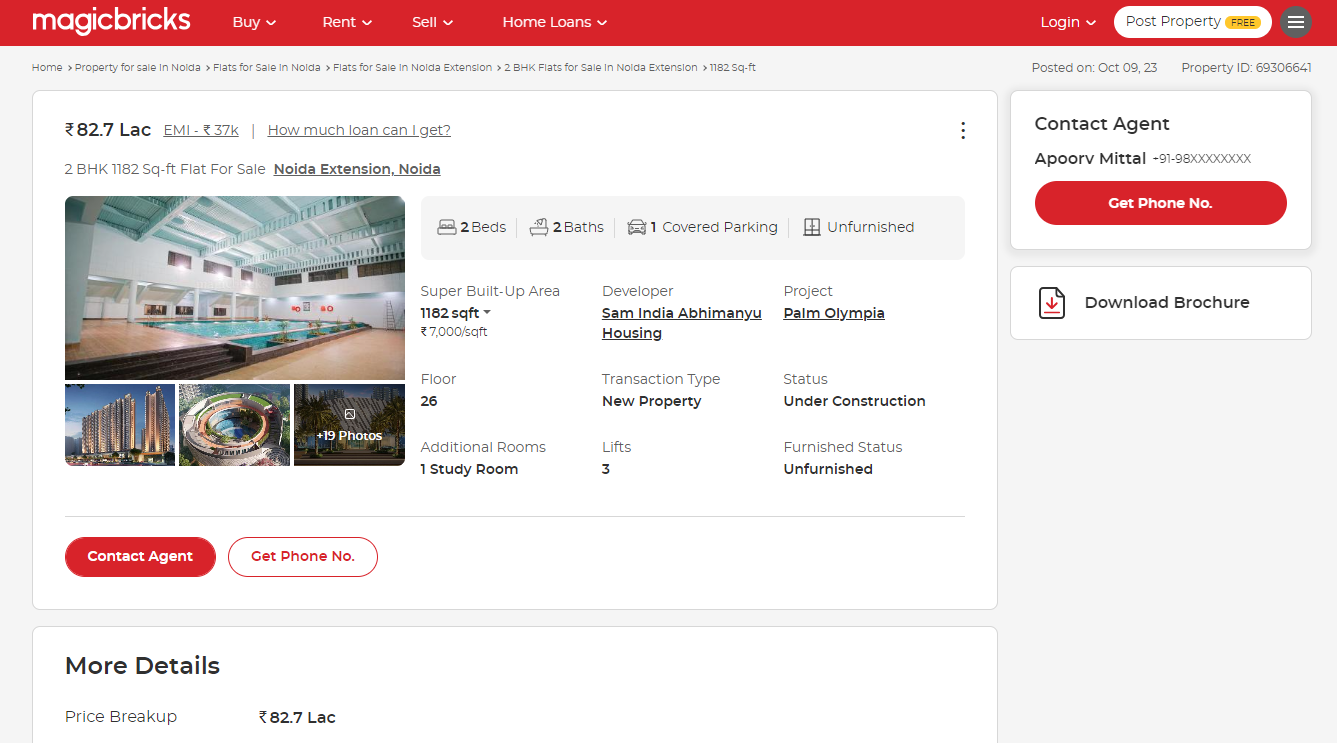 magicbricks Buy Rent Sell Home Loans Login Post Property FREE
Home > Property for sale in Noida > Flats for Sale in Noida > Flats for Sale in Noida Extension > 2 BHK Flats for Sale in Noida Extension > 1182 Sq-ft
Posted on: Oct 09, 23 Property ID: 69306641
₹82.7 Lac EMI - ₹ 37k | How much loan can I get?
2 BHK 1182 Sq-ft Flat For Sale Noida Extension, Noida
2 Beds 2 Baths 1 Covered Parking Unfurnished
Super Built-Up Area
1182 sqft
₹ 7,000/sqft
Developer
Sam India Abhimanyu
Housing
Project
Palm Olympia
Floor
26
Transaction Type
New Property
Status
Under Construction
+19 Photos
Additional Rooms
1 Study Room
Lifts
3
Furnished Status
Unfurnished
Contact Agent Get Phone No.
More Details
Price Breakup ₹82.7 Lac
Contact Agent
Apoorv Mittal +91-98XXXXXXXX
Get Phone No.
Download Brochure